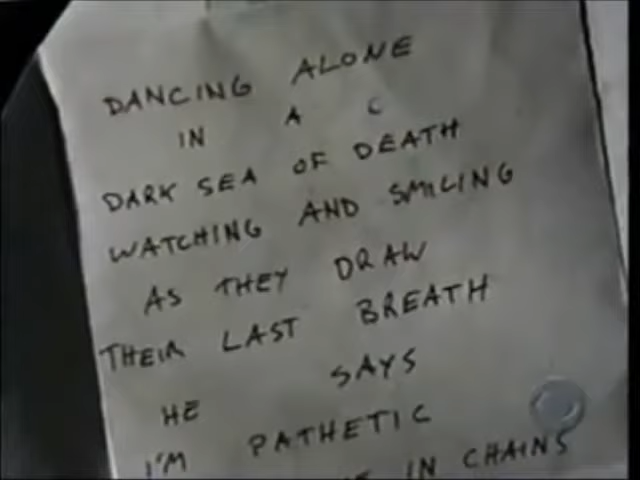 DANCING ALONE
IN A C
DARK SEA OF DEATH
WATCHING AND SMILING
AS THEY DRAW
THEIR LAST BREATH
HE SAYS
I'M PATHETIC
IN CHAINS